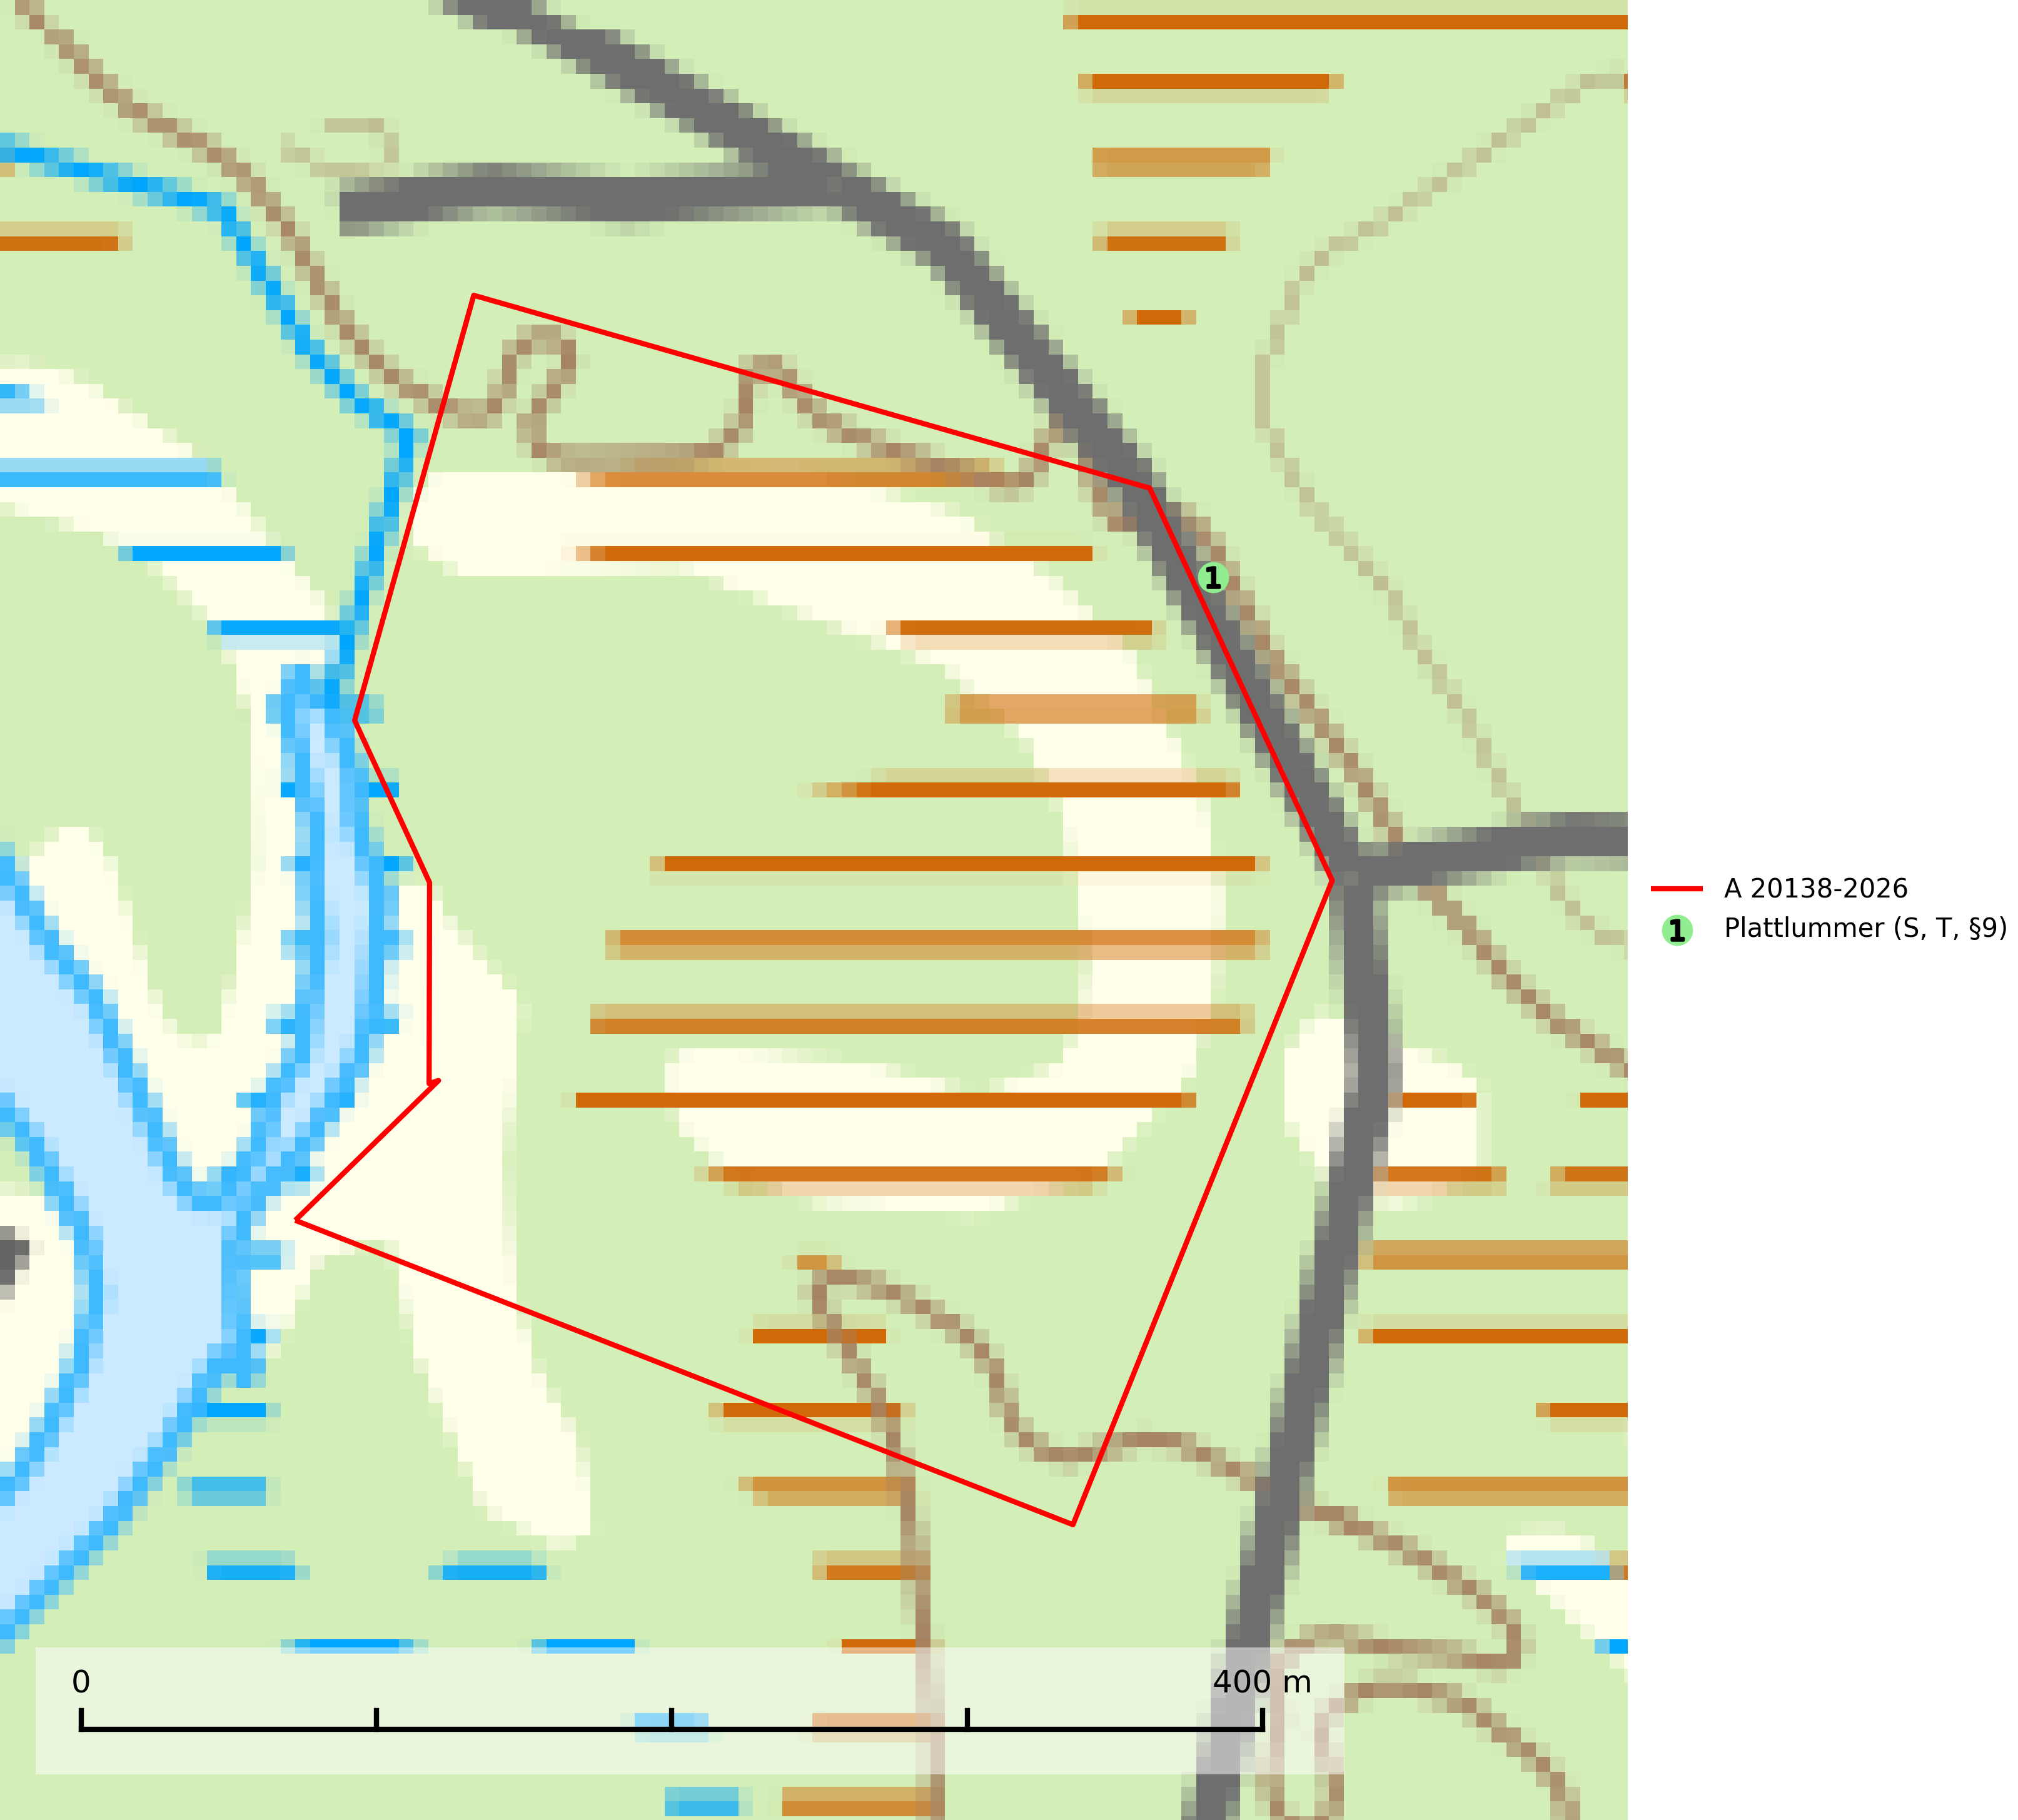 1
A 20138-2026
1 Plattlummer (S, T, §9)
0 400 m